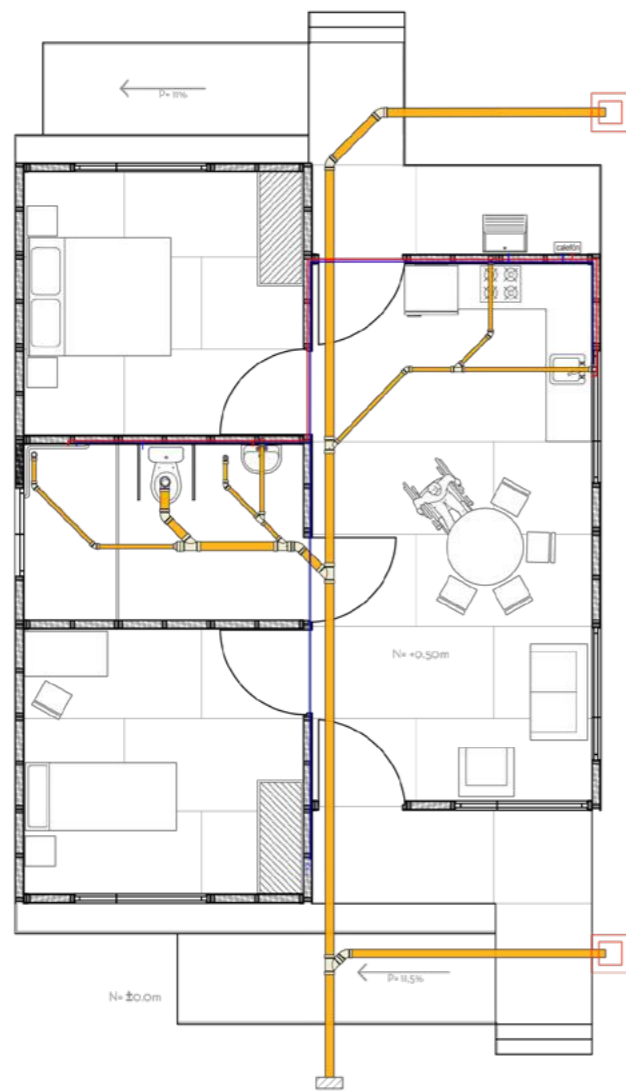 P= 11%
calefón
N= +0.50m
P= 11,5%
N= ±0.0m